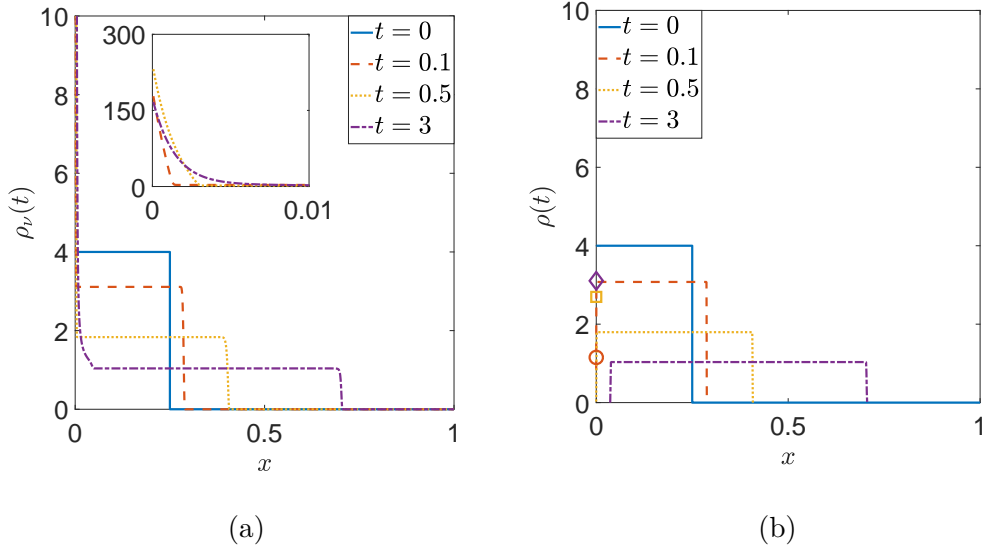 10
8
6
4
2
0
ρ_ν(t)
0
0.5
1
x
300
150
0
0
0.01
t = 0
t = 0.1
t = 0.5
t = 3
(a)
10
8
6
4
2
0
ρ(t)
0
0.5
1
x
t = 0
t = 0.1
t = 0.5
t = 3
(b)